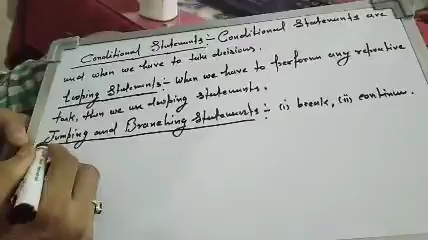 Conditional Statements:- Conditional Statements are
used when we have to take decisions.
Looping Statements:- When we have to perform any repeative
task, then we use looping statements.
Jumping and Branching Statements:- (i) break, (ii) continue.